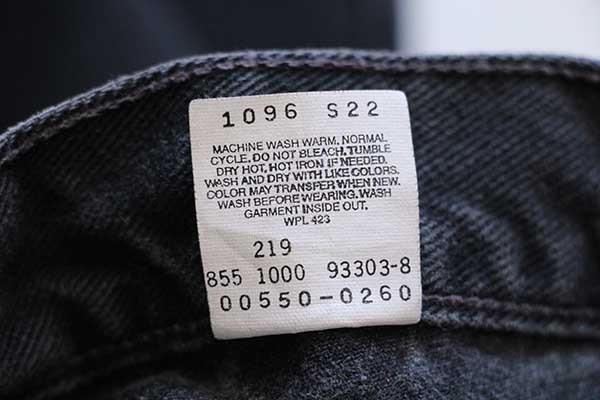 1096 S22
MACHINE WASH WARM, NORMAL
CYCLE. DO NOT BLEACH. TUMBLE
DRY HOT. HOT IRON IF NEEDED.
WASH AND DRY WITH LIKE COLORS.
COLOR MAY TRANSFER WHEN NEW.
WASH BEFORE WEARING. WASH
GARMENT INSIDE OUT.
WPL 423
219
855 1000 93303-8
00550-0260